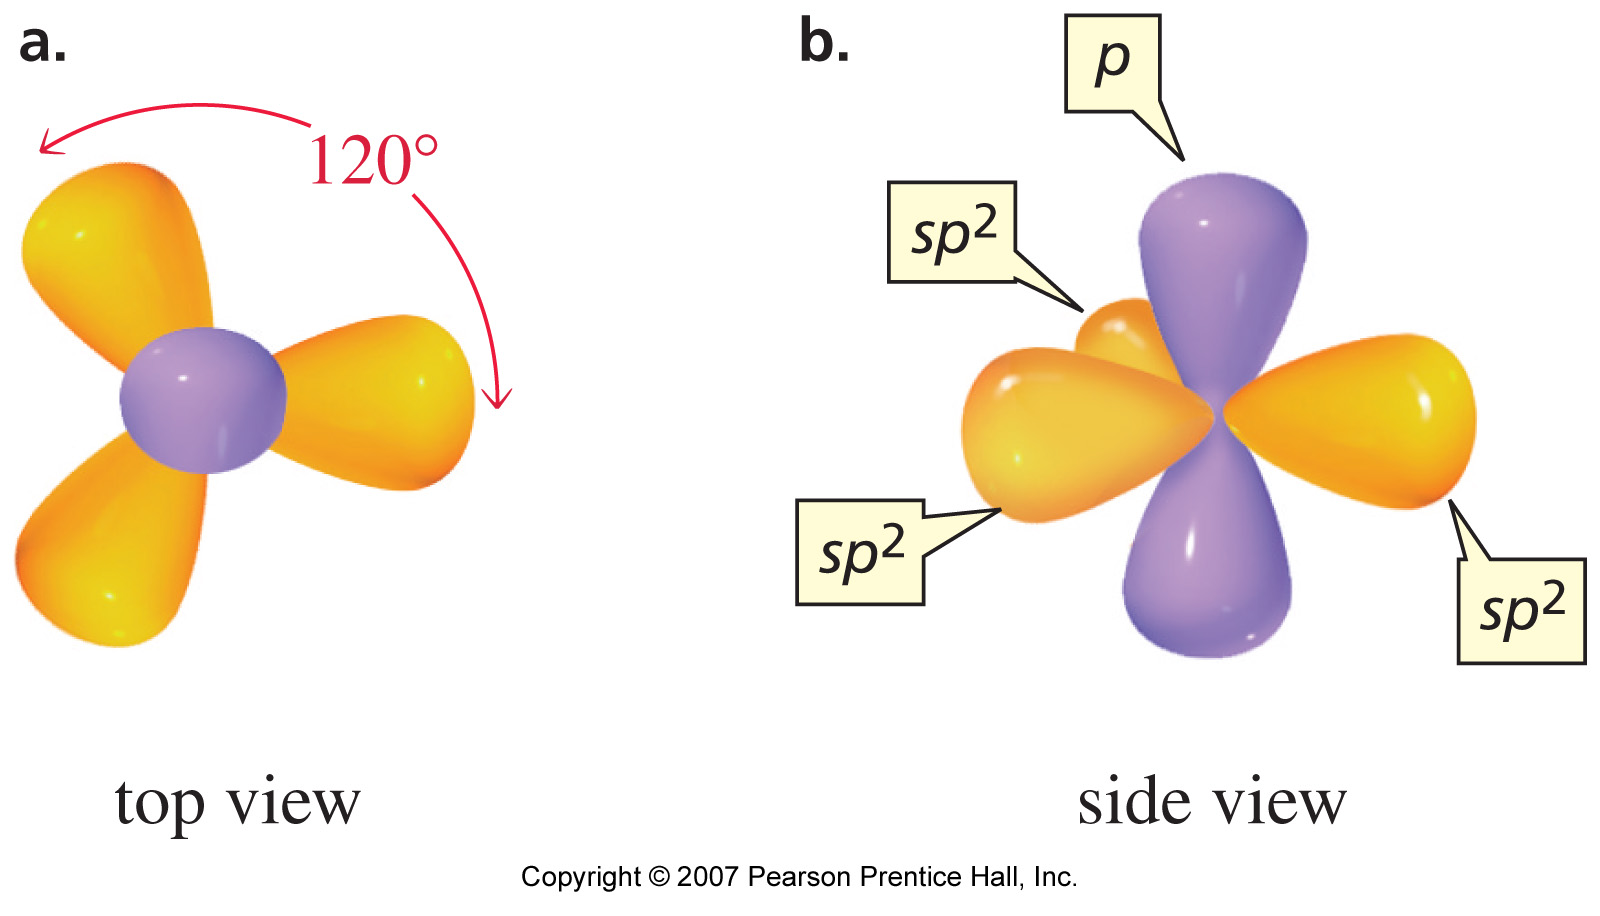 a.
120°
top view
b.
p
sp²
sp²
sp²
side view
Copyright © 2007 Pearson Prentice Hall, Inc.